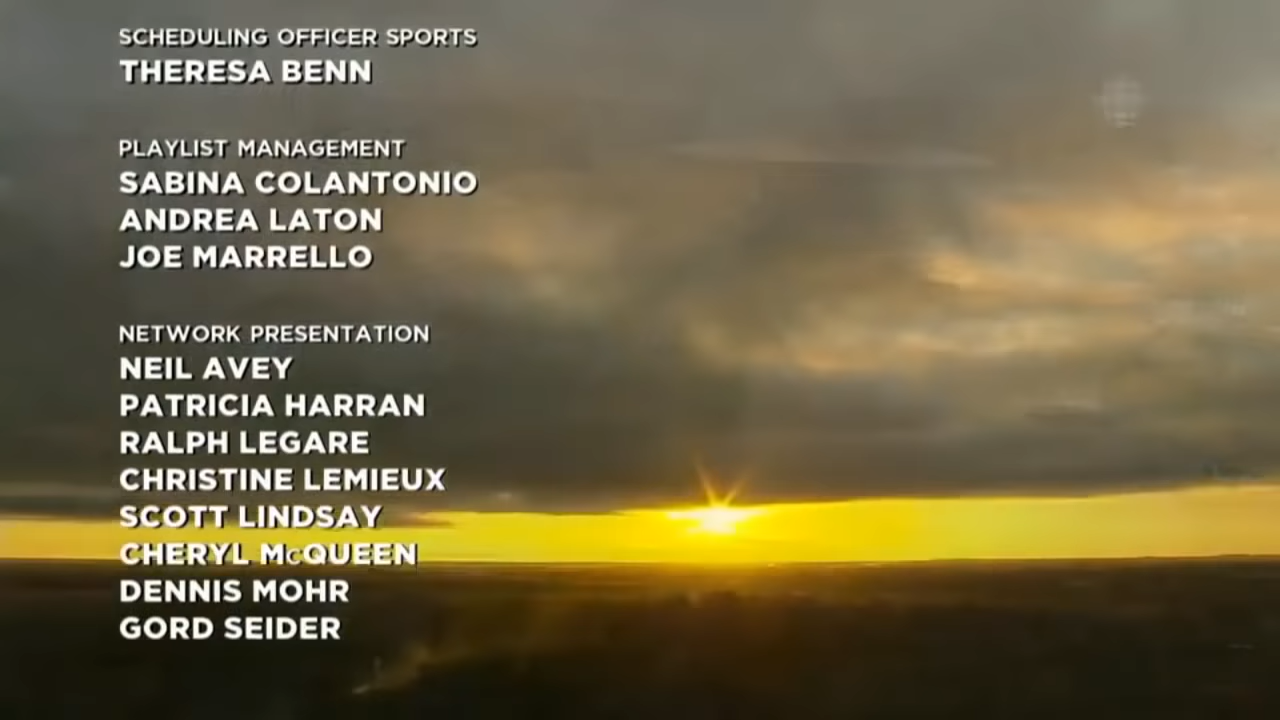 SCHEDULING OFFICER SPORTS
THERESA BENN
PLAYLIST MANAGEMENT
SABINA COLANTONIO
ANDREA LATON
JOE MARRELLO
NETWORK PRESENTATION
NEIL AVEY
PATRICIA HARRAN
RALPH LEGARE
CHRISTINE LEMIEUX
SCOTT LINDSAY
CHERYL McQUEEN
DENNIS MOHR
GORD SEIDER